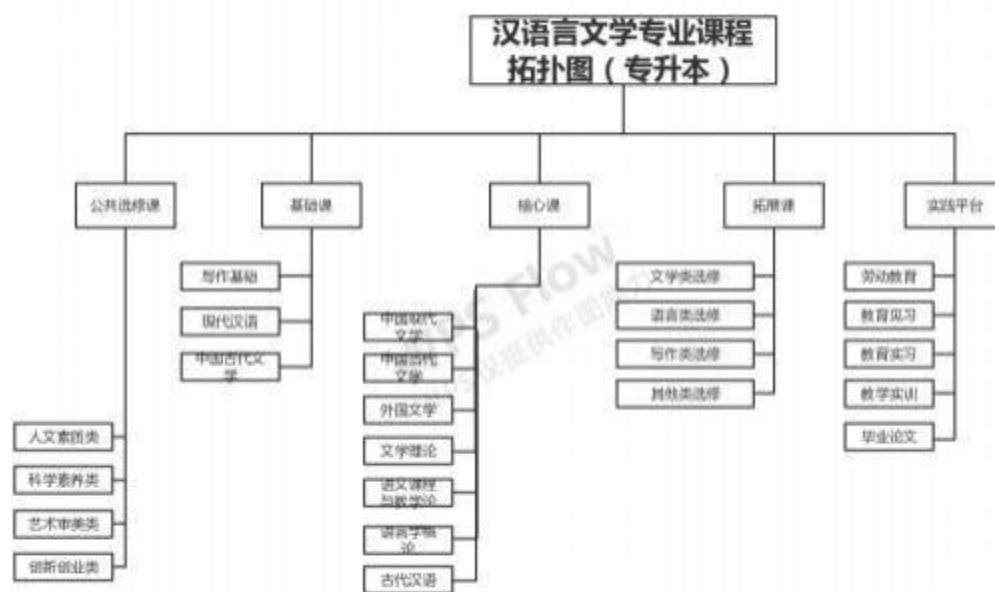 汉语言文学专业课程
拓扑图（专升本）
公共选修课
基础课
核心课
拓展课
实践平台
写作基础
现代汉语
中国古代文
学
人文素质类
科学素养类
艺术审美类
创新创业类
中国现代
文学
中国当代
文学
外国文学
文学理论
语文课程
与教学论
语言学概
论
古代汉语
文学类选修
语言类选修
写作类选修
其他类选修
劳动教育
教育见习
教育实习
教学实训
毕业论文
WPS Flow